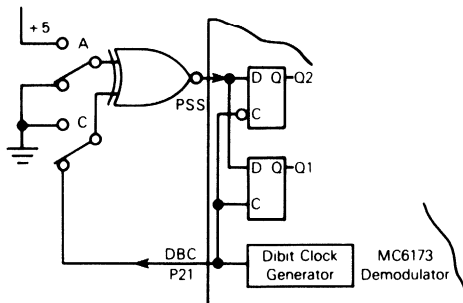 +5
A
PSS
C
D Q Q2
C
D Q Q1
C
DBC
P21
Dibit Clock
Generator
MC6173
Demodulator